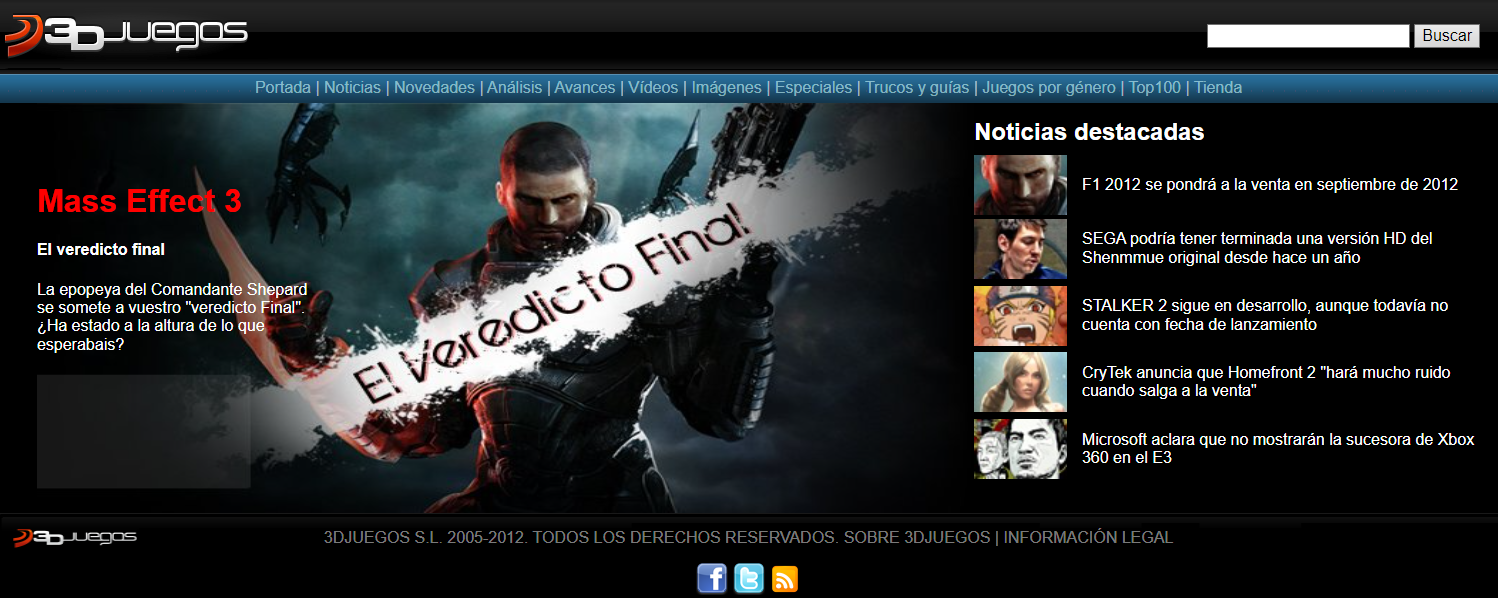 3DJUEGOS
Buscar
Portada | Noticias | Novedades | Análisis | Avances | Vídeos | Imágenes | Especiales | Trucos y guías | Juegos por género | Top100 | Tienda
Mass Effect 3
El veredicto final
La epopeya del Comandante Shepard
se somete a vuestro "veredicto Final".
¿Ha estado a la altura de lo que
esperabais?
El Veredicto Final
Noticias destacadas
F1 2012 se pondrá a la venta en septiembre de 2012
SEGA podría tener terminada una versión HD del
Shenmmue original desde hace un año
STALKER 2 sigue en desarrollo, aunque todavía no
cuenta con fecha de lanzamiento
CryTek anuncia que Homefront 2 "hará mucho ruido
cuando salga a la venta"
Microsoft aclara que no mostrarán la sucesora de Xbox
360 en el E3
3DJUEGOS
3DJUEGOS S.L. 2005-2012. TODOS LOS DERECHOS RESERVADOS. SOBRE 3DJUEGOS | INFORMACIÓN LEGAL